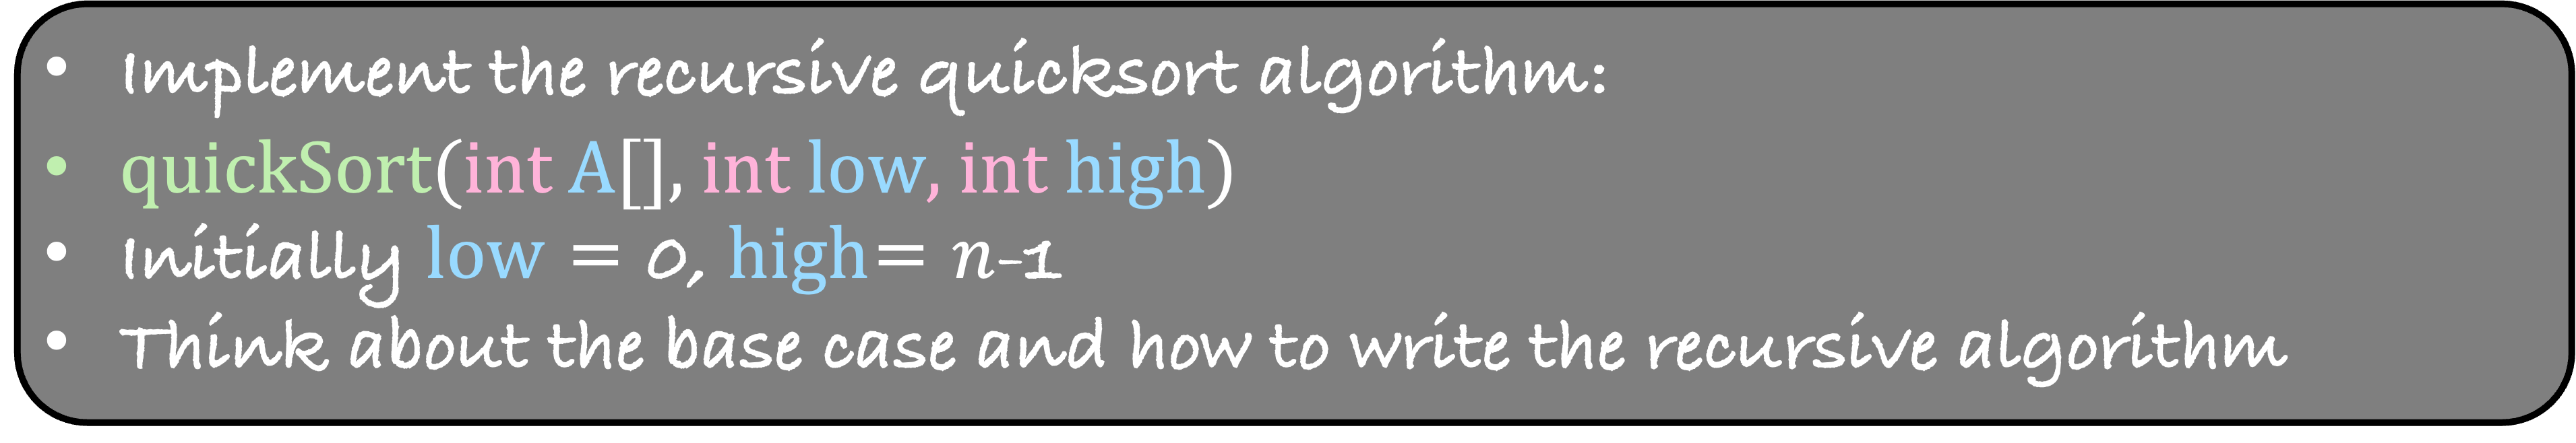 • Implement the recursive quicksort algorithm:
• quickSort(int A[], int low, int high)
• Initially low = 0, high= n-1
• Think about the base case and how to write the recursive algorithm